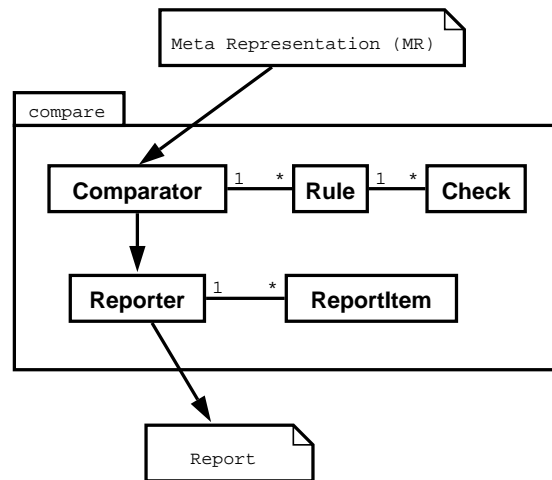 Meta Representation (MR)
compare
Comparator 1 * Rule 1 * Check
Reporter 1 * ReportItem
Report